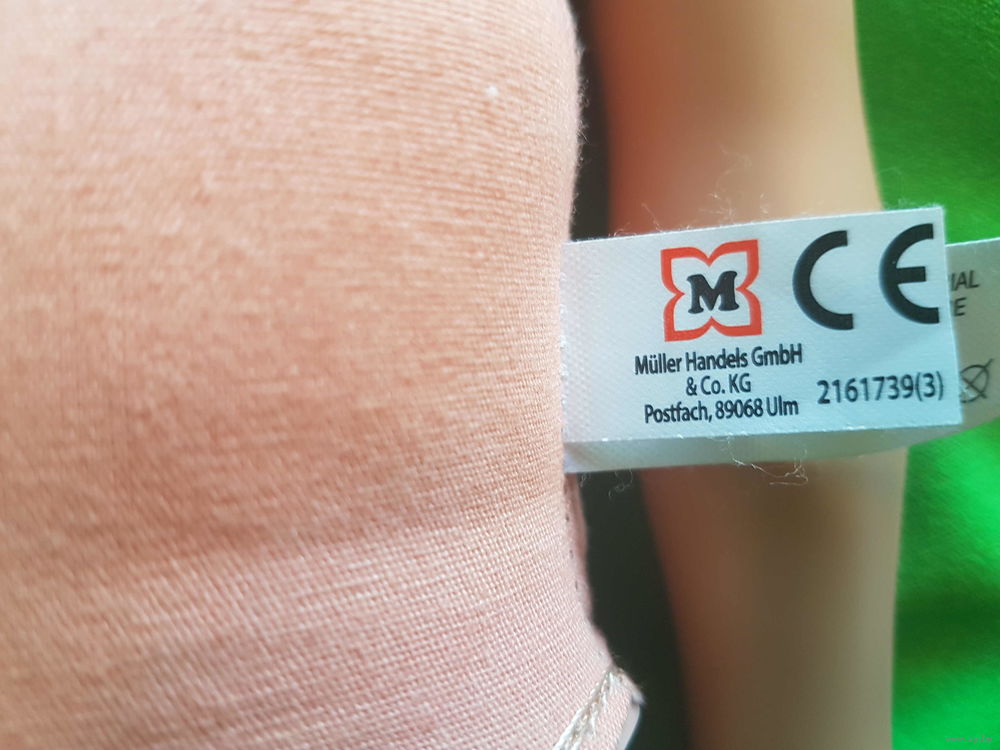 M
CE
Müller Handels GmbH
& Co. KG
Postfach, 89068 Ulm
2161739(3)